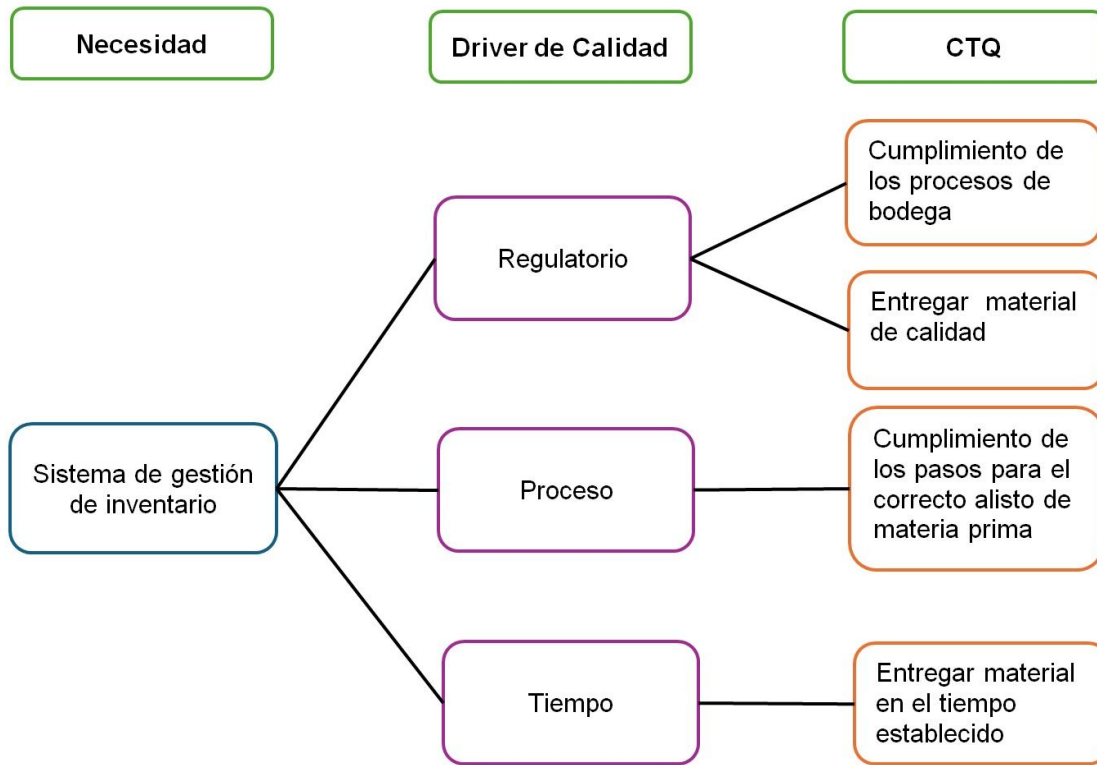 Necesidad
Driver de Calidad
CTQ
Cumplimiento de
los procesos de
bodega
Regulatorio
Entregar material
de calidad
Sistema de gestión
de inventario
Proceso
Cumplimiento de
los pasos para el
correcto alisto de
materia prima
Tiempo
Entregar material
en el tiempo
establecido